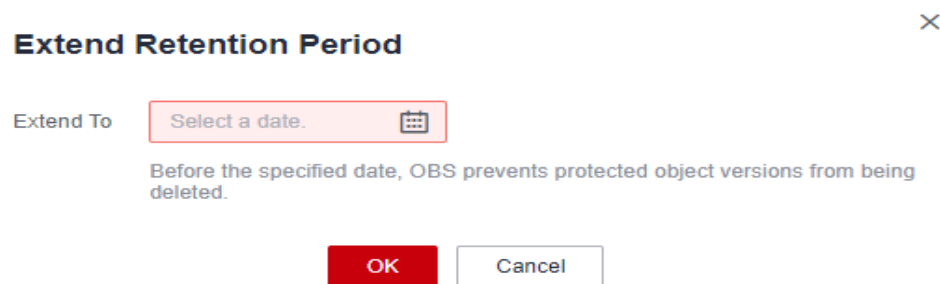 Extend Retention Period
Extend To
Select a date.
Before the specified date, OBS prevents protected object versions from being
deleted.
OK
Cancel